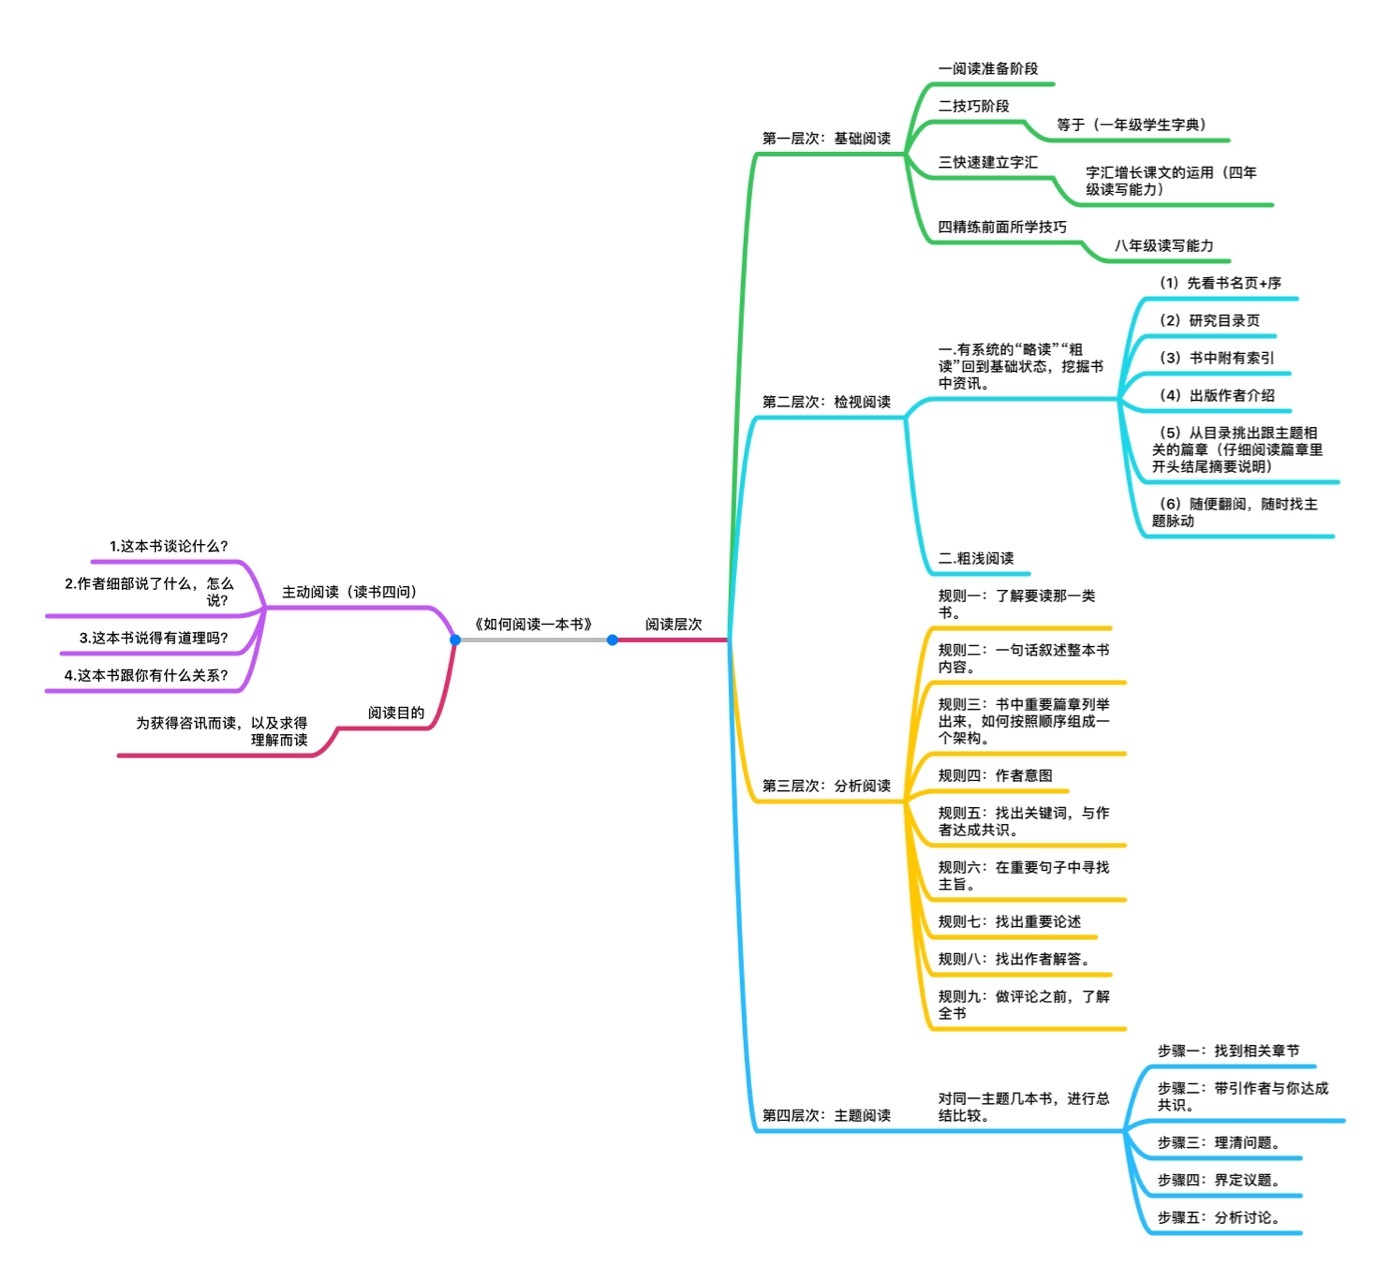 《如何阅读一本书》
主动阅读（读书四问）
1.这本书谈论什么？
2.作者细部说了什么，怎么
说？
3.这本书说得有道理吗？
4.这本书跟你有什么关系？
阅读目的
为获得咨讯而读，以及求得
理解而读
阅读层次
第一层次：基础阅读
一阅读准备阶段
二技巧阶段
等于（一年级学生字典）
三快速建立字汇
字汇增长课文的运用（四年
级读写能力）
四精练前面所学技巧
八年级读写能力
第二层次：检视阅读
一.有系统的“略读”“粗
读”回到基础状态，挖掘书
中资讯。
（1）先看书名页+序
（2）研究目录页
（3）书中附有索引
（4）出版作者介绍
（5）从目录挑出跟主题相
关的篇章（仔细阅读篇章里
开头结尾摘要说明）
（6）随便翻阅，随时找主
题脉动
二.粗浅阅读
第三层次：分析阅读
规则一：了解要读那一类
书。
规则二：一句话叙述整本书
内容。
规则三：书中重要篇章列举
出来，如何按照顺序组成一
个架构。
规则四：作者意图
规则五：找出关键词，与作
者达成共识。
规则六：在重要句子中寻找
主旨。
规则七：找出重要论述
规则八：找出作者解答。
规则九：做评论之前，了解
全书
第四层次：主题阅读
对同一主题几本书，进行总
结比较。
步骤一：找到相关章节
步骤二：带引作者与你达成
共识。
步骤三：理清问题。
步骤四：界定议题。
步骤五：分析讨论。